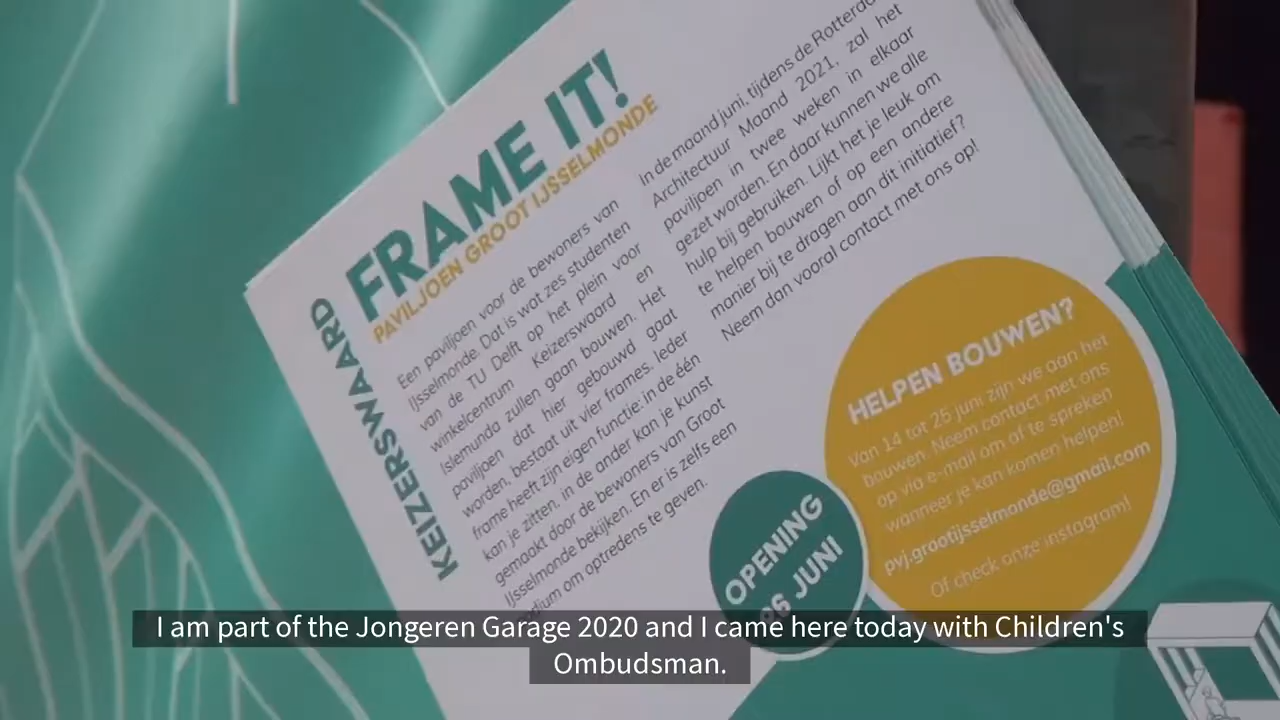 KEIZERSWAARD
FRAME IT!
PAVILJOEN GROOT IJSSELMONDE
Een paviljoen voor de bewoners van
IJsselmonde. Dat is wat zes studenten
van de TU Delft op het plein voor
winkelcentrum Keizerswaard en
Islemunda zullen gaan bouwen. Het
paviljoen dat hier gebouwd gaat
worden, bestaat uit vier frames. Ieder
frame heeft zijn eigen functie: in de één
kan je zitten, in de ander kan je kunst
gemaakt door de bewoners van Groot
IJsselmonde bekijken. En er is zelfs een
podium om optredens te geven.
In de maand juni, tijdens de Rotterda
Architectuur Maand 2021, zal het
paviljoen in twee weken in elkaar
gezet worden. En daar kunnen we alle
hulp bij gebruiken. Lijkt het je leuk om
te helpen bouwen of op een andere
manier bij te dragen aan dit initiatief?
Neem dan vooral contact met ons op!
HELPEN BOUWEN?
Van 14 tot 25 juni zijn we aan het
bouwen. Neem contact met ons
op via e-mail om af te spreken
wanneer je kan komen helpen!
pvj.grootijsselmonde@gmail.com
Of check onze instagram!
OPENING
26 JUNI
I am part of the Jongeren Garage 2020 and I came here today with Children's
Ombudsman.